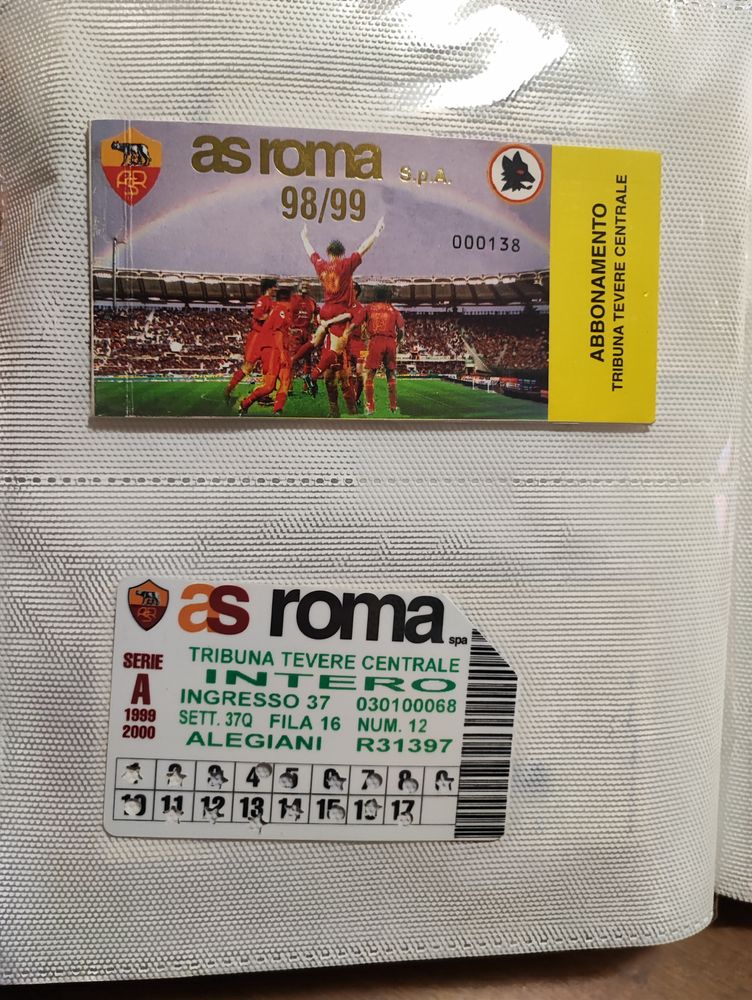 as roma S.p.A.
98/99
000138
ABBONAMENTO
TRIBUNA TEVERE CENTRALE
ASR
as roma spa
ASR
SERIE
A
1999
2000
TRIBUNA TEVERE CENTRALE
INTERO
INGRESSO 37 030100068
SETT. 37Q FILA 16 NUM. 12
ALEGIANI R31397
1 2 3 4 5 6 7 8 9
10 11 12 13 14 15 16 17